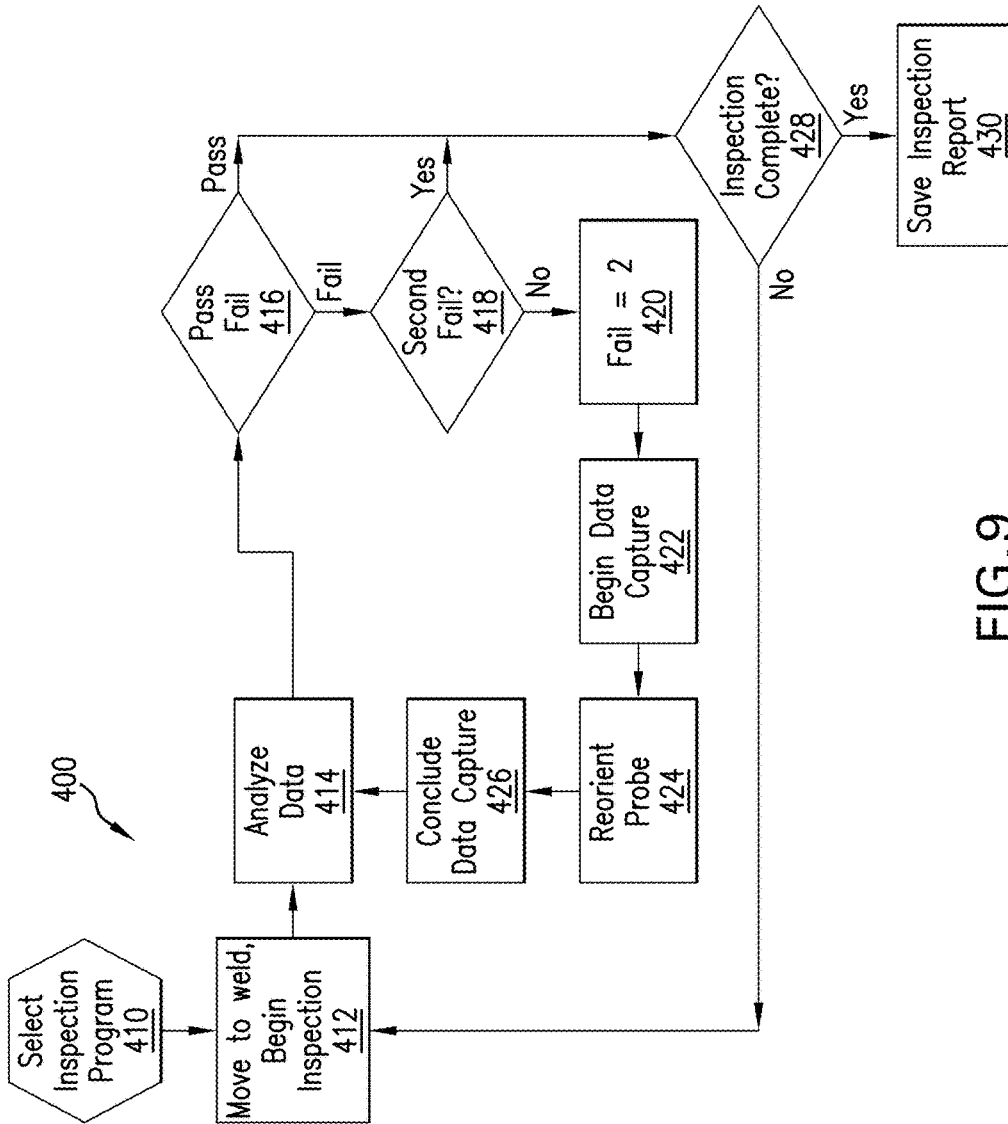 400
Select
Inspection
Program
410
Move to weld,
Begin
Inspection
412
Analyze
Data
414
Pass
Fail
416
Pass
Fail
Second
Fail?
418
Yes
No
Fail = 2
420
Begin Data
Capture
422
Reorient
Probe
424
Conclude
Data Capture
426
Inspection
Complete?
428
No
Yes
Save Inspection
Report
430
FIG. 9